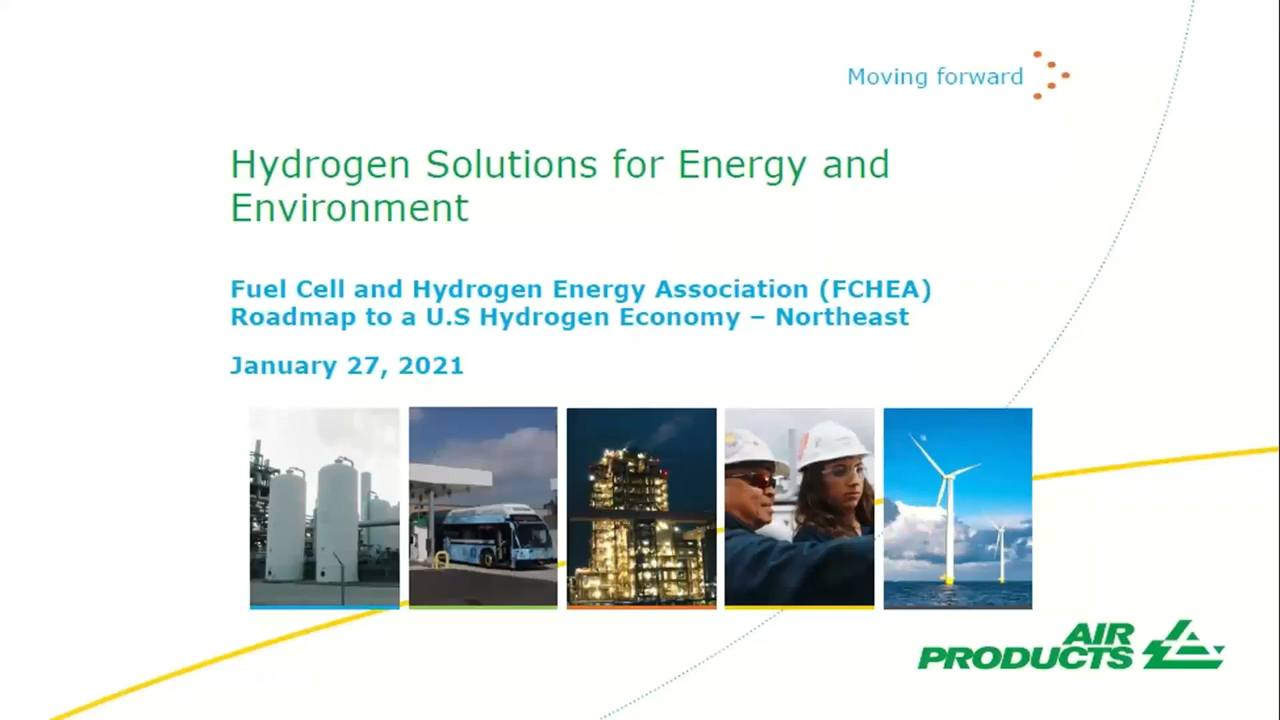 Moving forward
Hydrogen Solutions for Energy and
Environment
Fuel Cell and Hydrogen Energy Association (FCHEA)
Roadmap to a U.S Hydrogen Economy – Northeast
January 27, 2021
AIR
PRODUCTS